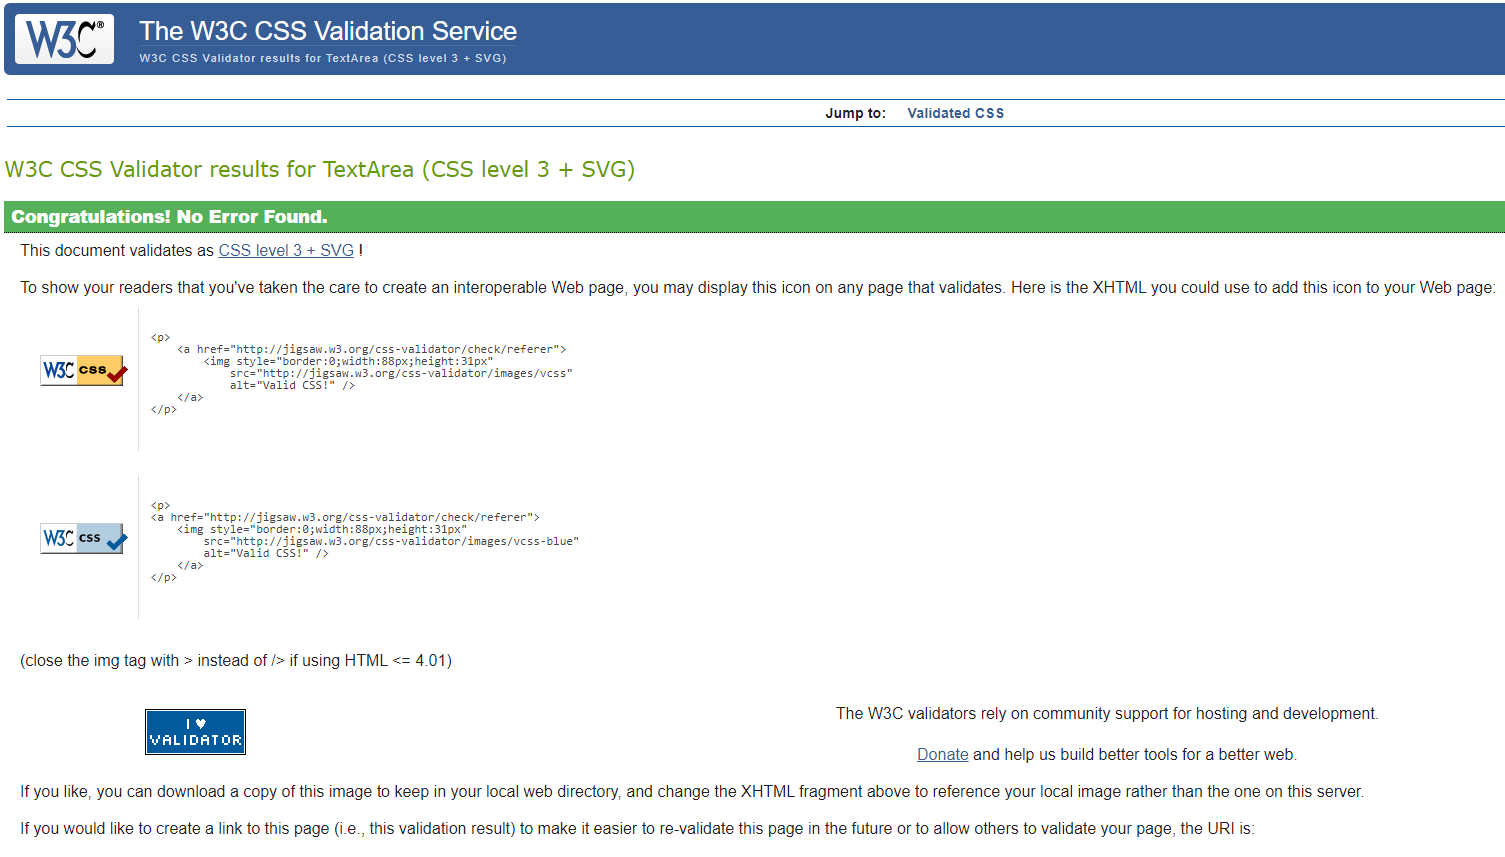 W3C®
The W3C CSS Validation Service
W3C CSS Validator results for TextArea (CSS level 3 + SVG)
Jump to: Validated CSS
W3C CSS Validator results for TextArea (CSS level 3 + SVG)
Congratulations! No Error Found.
This document validates as CSS level 3 + SVG !
To show your readers that you've taken the care to create an interoperable Web page, you may display this icon on any page that validates. Here is the XHTML you could use to add this icon to your Web page:
W3C css
<p>
<a href="http://jigsaw.w3.org/css-validator/check/referer">
<img style="border:0;width:88px;height:31px"
src="http://jigsaw.w3.org/css-validator/images/vcss"
alt="Valid CSS!" />
</a>
</p>
W3C css
<p>
<a href="http://jigsaw.w3.org/css-validator/check/referer">
<img style="border:0;width:88px;height:31px"
src="http://jigsaw.w3.org/css-validator/images/vcss-blue"
alt="Valid CSS!" />
</a>
</p>
(close the img tag with > instead of /> if using HTML <= 4.01)
I ♥
VALIDATOR
The W3C validators rely on community support for hosting and development.
Donate and help us build better tools for a better web.
If you like, you can download a copy of this image to keep in your local web directory, and change the XHTML fragment above to reference your local image rather than the one on this server.
If you would like to create a link to this page (i.e., this validation result) to make it easier to re-validate this page in the future or to allow others to validate your page, the URI is: